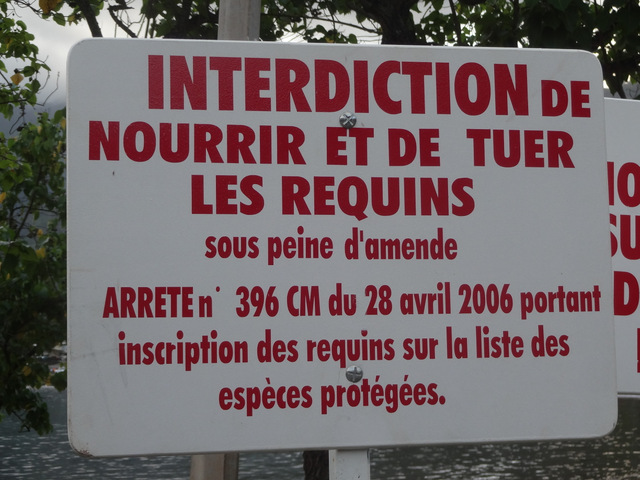 INTERDICTION DE
NOURRIR ET DE TUER
LES REQUINS
sous peine d'amende
ARRETE n° 396 CM du 28 avril 2006 portant
inscription des requins sur la liste des
espèces protégées.